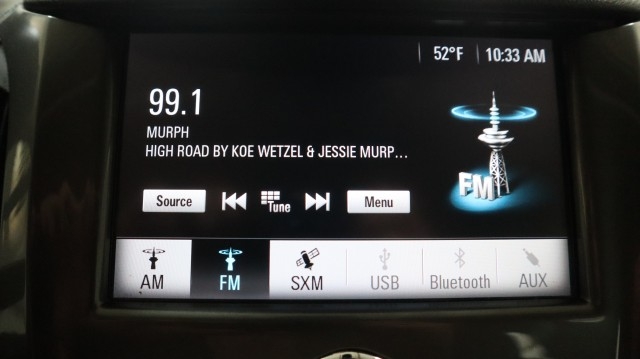 52°F 10:33 AM
99.1
MURPH
HIGH ROAD BY KOE WETZEL & JESSIE MURP...
FM
Source Tune Menu
AM FM SXM USB Bluetooth AUX